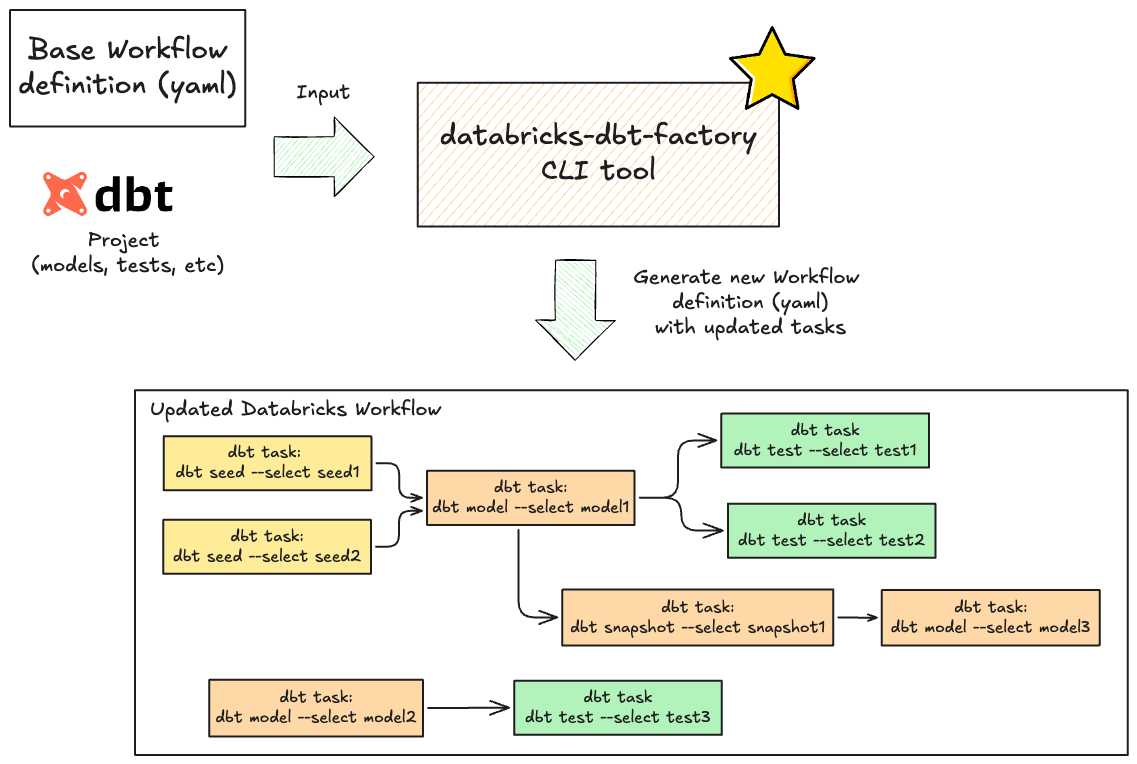 Base Workflow
definition (yaml)
Input
databricks-dbt-factory
CLI tool
dbt
Project
(models, tests, etc)
Generate new Workflow
definition (yaml)
with updated tasks
Updated Databricks Workflow
dbt task:
dbt seed --select seed1
dbt task:
dbt seed --select seed2
dbt task:
dbt model --select model1
dbt task
dbt test --select test1
dbt task
dbt test --select test2
dbt task:
dbt snapshot --select snapshot1
dbt task:
dbt model --select model3
dbt task:
dbt model --select model2
dbt task
dbt test --select test3